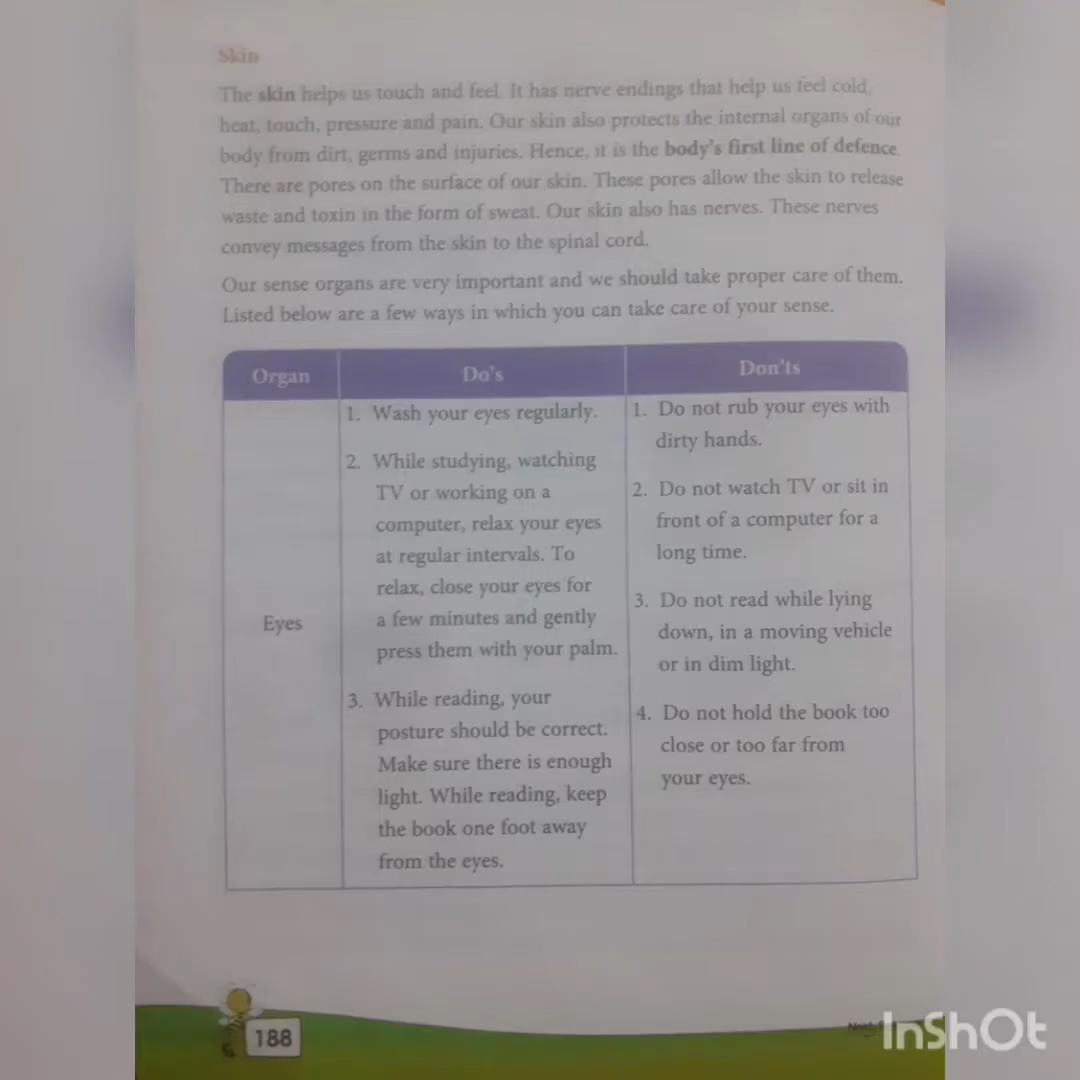 Skin
The skin helps us touch and feel. It has nerve endings that help us feel cold,
heat, touch, pressure and pain. Our skin also protects the internal organs of our
body from dirt, germs and injuries. Hence, it is the body's first line of defence.
There are pores on the surface of our skin. These pores allow the skin to release
waste and toxin in the form of sweat. Our skin also has nerves. These nerves
convey messages from the skin to the spinal cord.
Our sense organs are very important and we should take proper care of them.
Listed below are a few ways in which you can take care of your sense.
Organ
Do's
Don'ts
Eyes
1. Wash your eyes regularly.
2. While studying, watching
TV or working on a
computer, relax your eyes
at regular intervals. To
relax, close your eyes for
a few minutes and gently
press them with your palm.
3. While reading, your
posture should be correct.
Make sure there is enough
light. While reading, keep
the book one foot away
from the eyes.
1. Do not rub your eyes with
dirty hands.
2. Do not watch TV or sit in
front of a computer for a
long time.
3. Do not read while lying
down, in a moving vehicle
or in dim light.
4. Do not hold the book too
close or too far from
your eyes.
188
InShOt